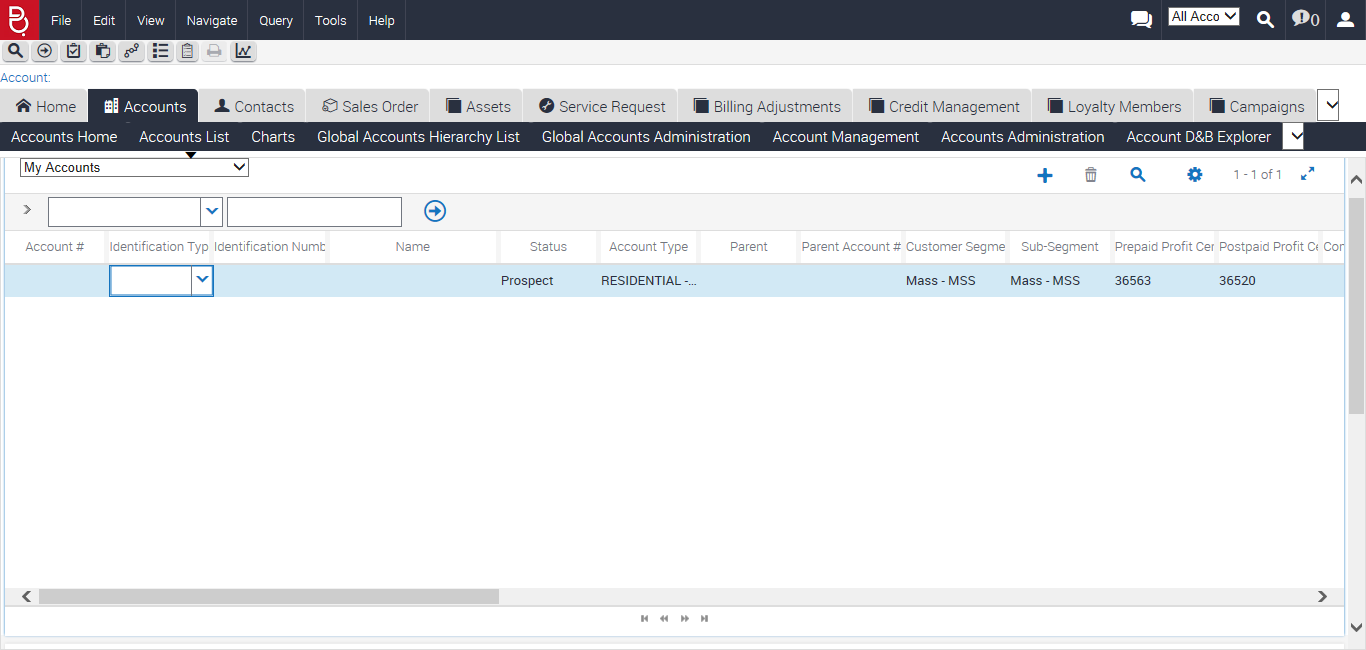 File Edit View Navigate Query Tools Help All Acco 0
Account:
Home Accounts Contacts Sales Order Assets Service Request Billing Adjustments Credit Management Loyalty Members Campaigns
Accounts Home Accounts List Charts Global Accounts Hierarchy List Global Accounts Administration Account Management Accounts Administration Account D&B Explorer
My Accounts 1 - 1 of 1
Account # Identification Typ Identification Numb Name Status Account Type Parent Parent Account # Customer Segme Sub-Segment Prepaid Profit Cer Postpaid Profit Ce Con
Prospect RESIDENTIAL -... Mass - MSS Mass - MSS 36563 36520